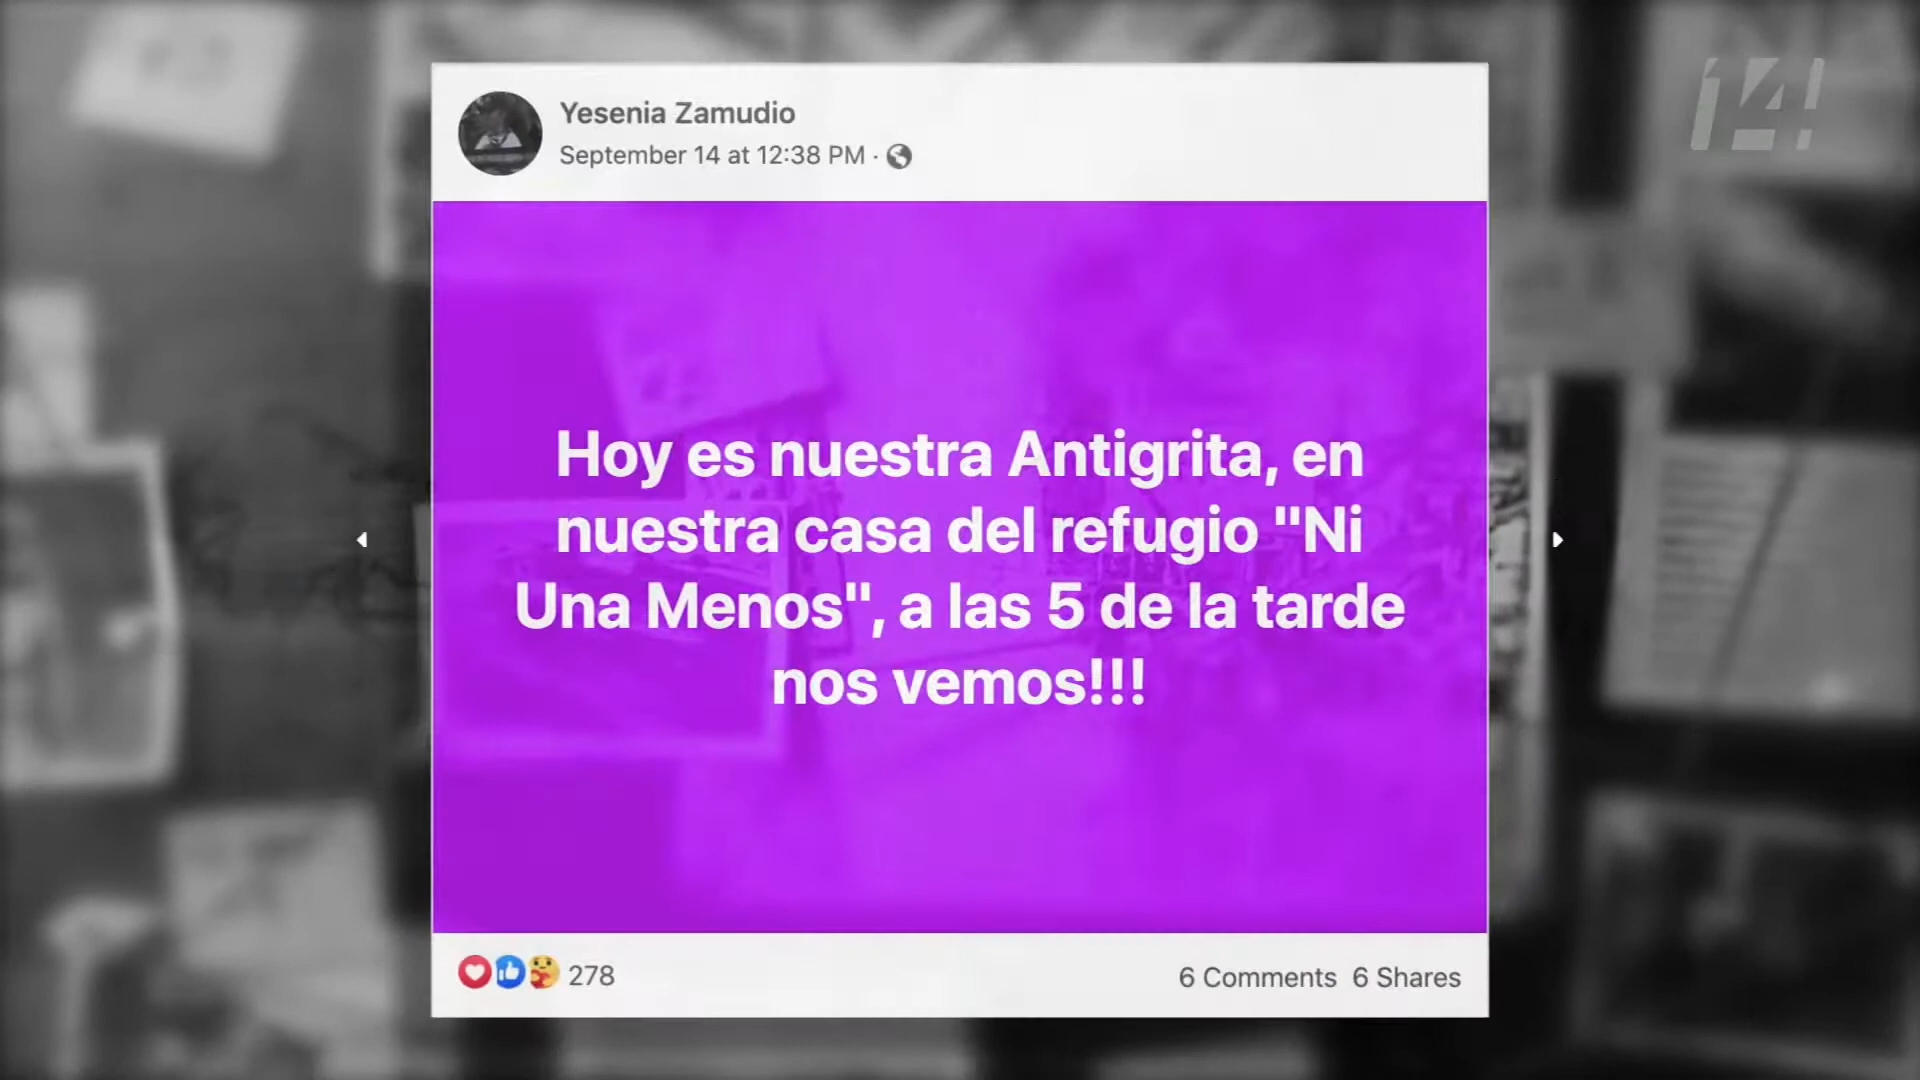 14!
Yesenia Zamudio
September 14 at 12:38 PM ·
Hoy es nuestra Antigrita, en
nuestra casa del refugio "Ni
Una Menos", a las 5 de la tarde
nos vemos!!!
278
6 Comments 6 Shares